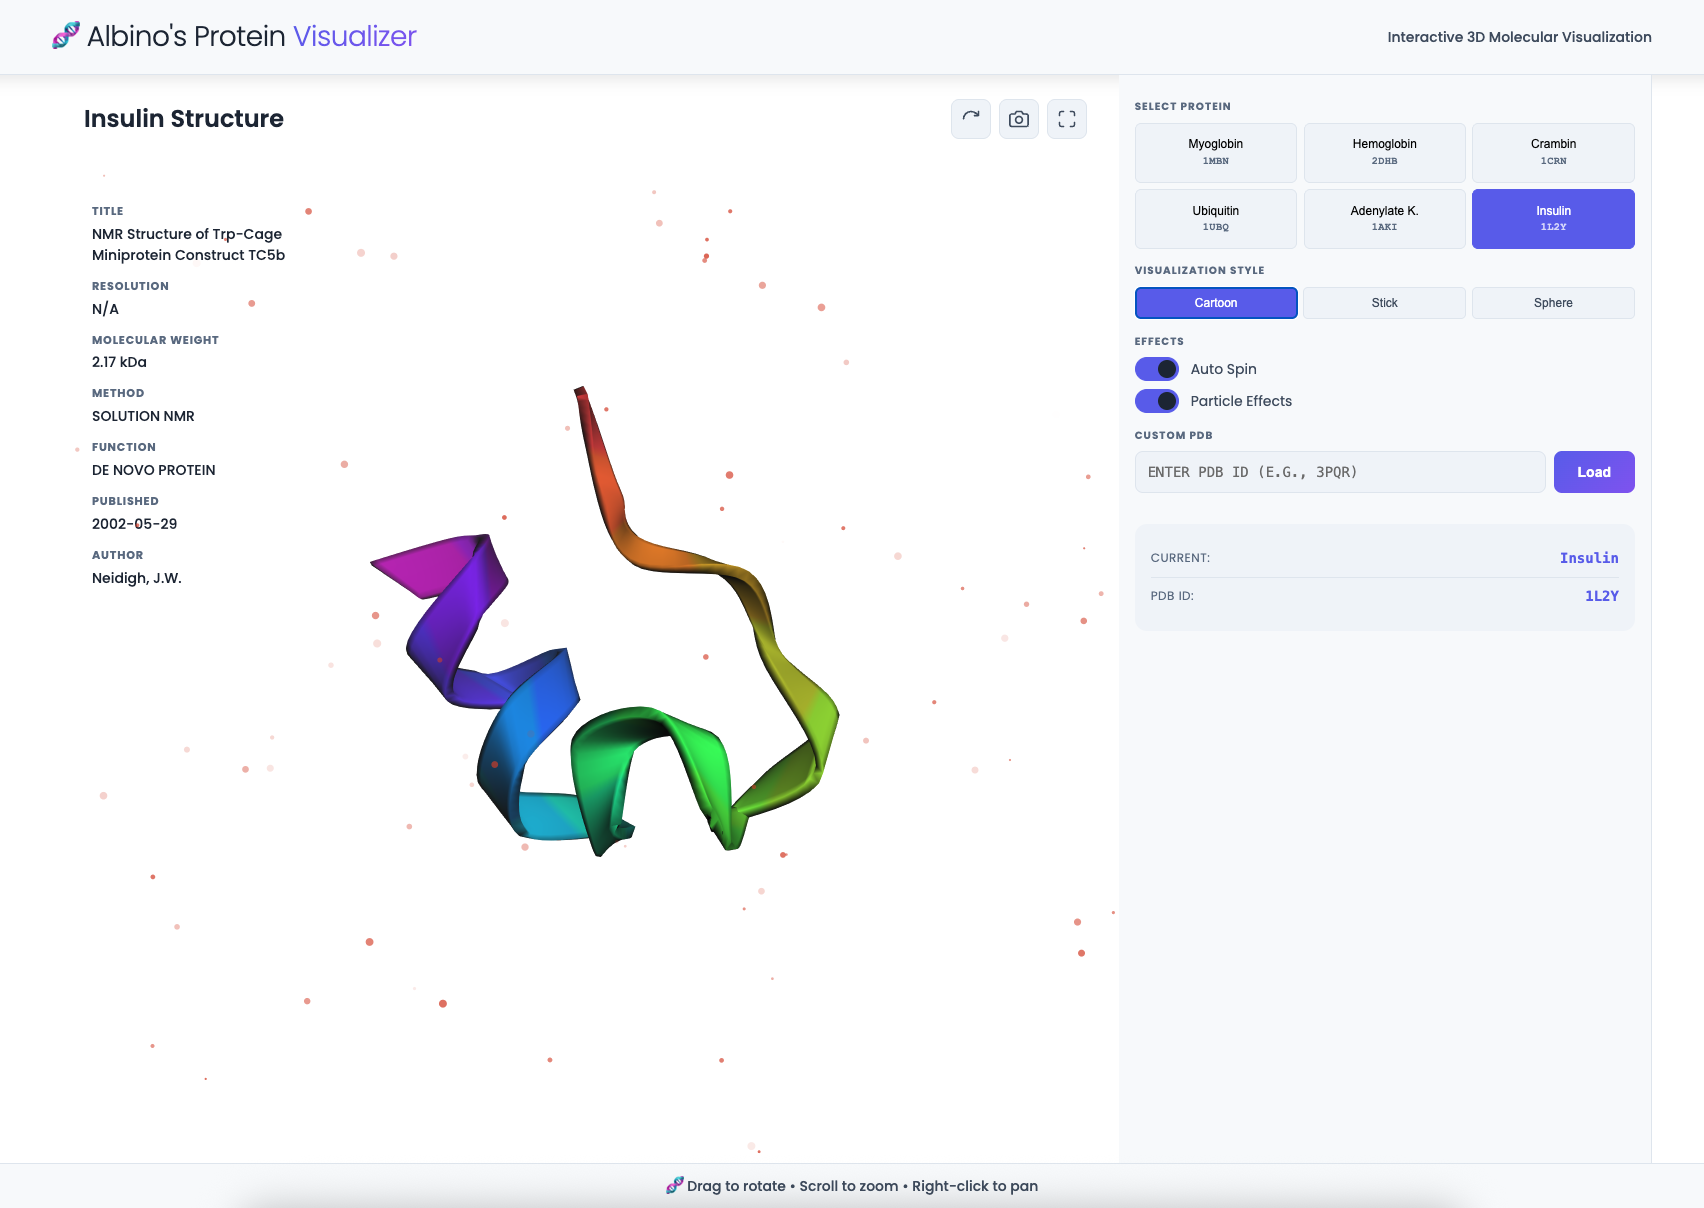 Albino's Protein Visualizer
Interactive 3D Molecular Visualization
Insulin Structure
TITLE
NMR Structure of Trp-Cage
Miniprotein Construct TC5b
RESOLUTION
N/A
MOLECULAR WEIGHT
2.17 kDa
METHOD
SOLUTION NMR
FUNCTION
DE NOVO PROTEIN
PUBLISHED
2002-05-29
AUTHOR
Neidigh, J.W.
SELECT PROTEIN
Myoglobin
1MBN
Hemoglobin
2DHB
Crambin
1CRN
Ubiquitin
1UBQ
Adenylate K.
1AKI
Insulin
1L2Y
VISUALIZATION STYLE
Cartoon
Stick
Sphere
EFFECTS
Auto Spin
Particle Effects
CUSTOM PDB
ENTER PDB ID (E.G., 3PQR)
Load
CURRENT:
Insulin
PDB ID:
1L2Y
Drag to rotate • Scroll to zoom • Right-click to pan